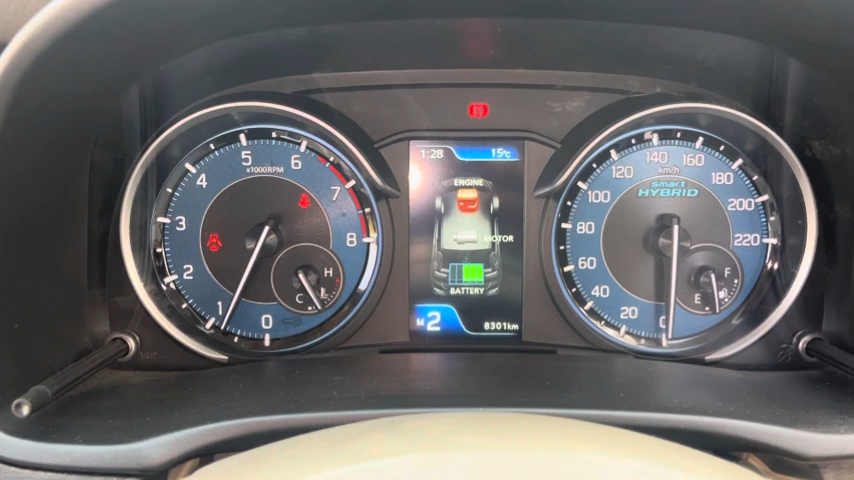 5
6
x1000RPM
4
7
3
8
2
1
0
H
C
1:28
15°C
ENGINE
MOTOR
BATTERY
M2
8301km
140
120
160
km/h
100
180
smart
HYBRID
80
200
60
220
40
20
0
F
E